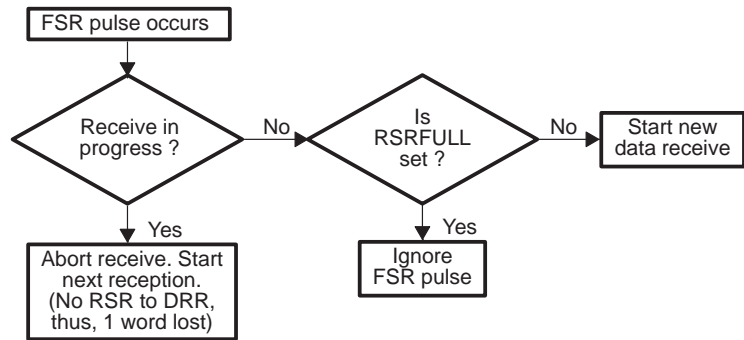 FSR pulse occurs
Receive in
progress ?
No
Is
RSRFULL
set ?
No
Start new
data receive
Yes
Abort receive. Start
next reception.
(No RSR to DRR,
thus, 1 word lost)
Yes
Ignore
FSR pulse